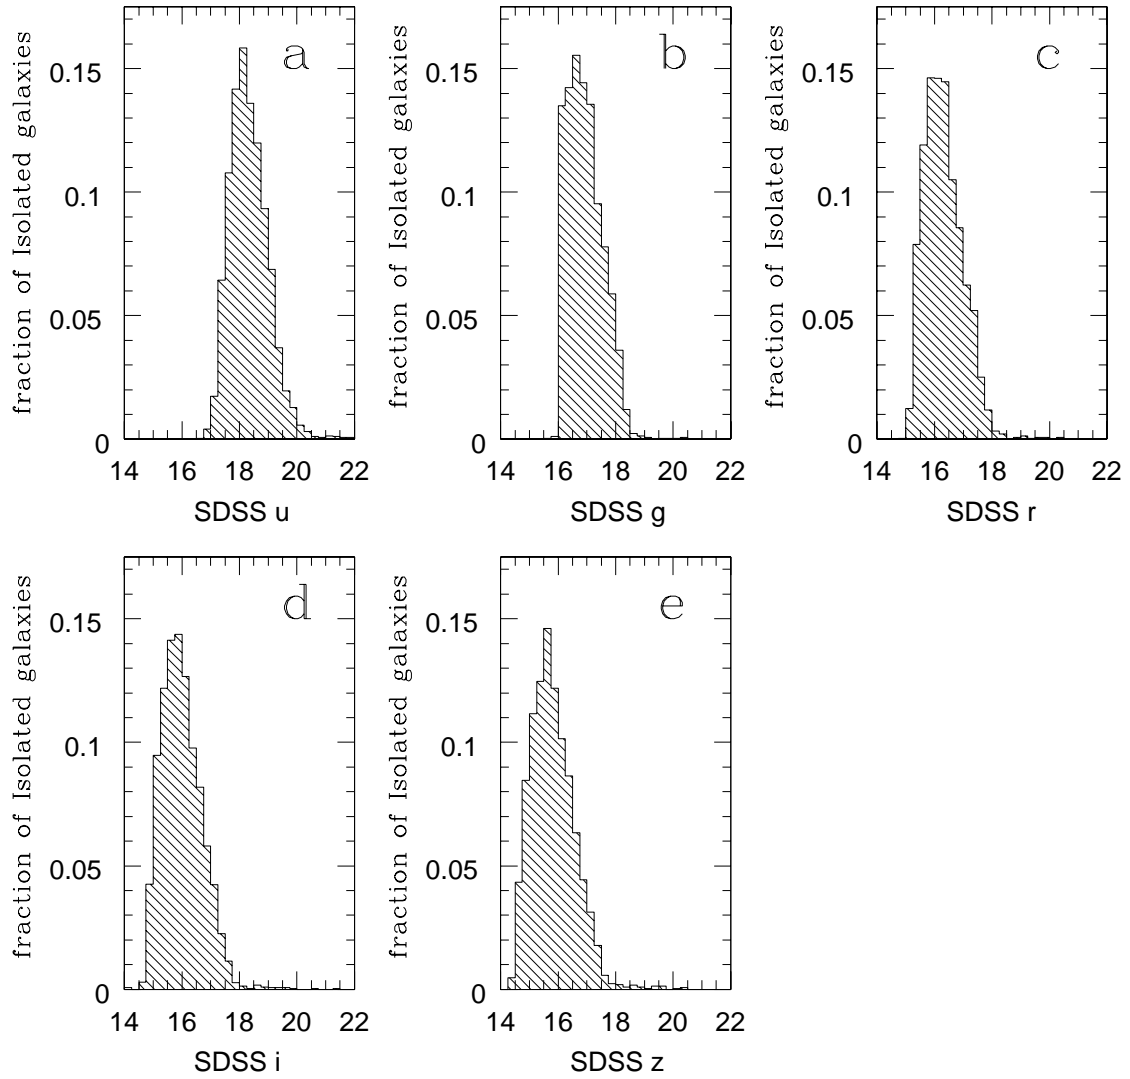 a
b
c
fraction of Isolated galaxies
0.15
0.1
0.05
0
14 16 18 20 22
SDSS u
fraction of Isolated galaxies
0.15
0.1
0.05
0
14 16 18 20 22
SDSS g
fraction of Isolated galaxies
0.15
0.1
0.05
0
14 16 18 20 22
SDSS r
d
e
fraction of Isolated galaxies
0.15
0.1
0.05
0
14 16 18 20 22
SDSS i
fraction of Isolated galaxies
0.15
0.1
0.05
0
14 16 18 20 22
SDSS z